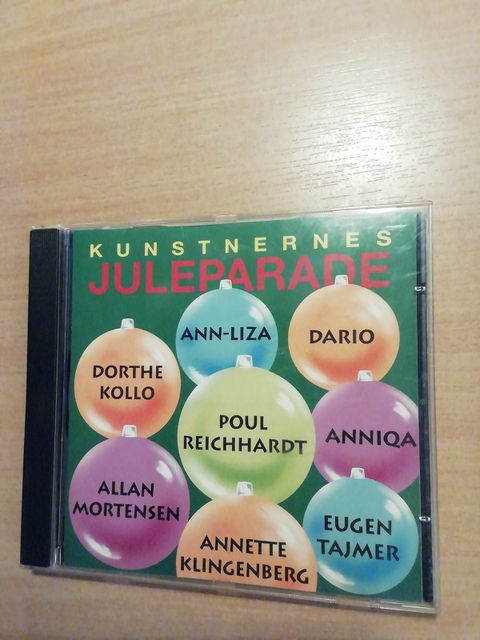 KUNSTNERNES
JULEPARADE
ANN-LIZA
DARIO
DORTHE
KOLLO
POUL
REICHHARDT
ANNIQA
ALLAN
MORTENSEN
EUGEN
TAJMER
ANNETTE
KLINGENBERG